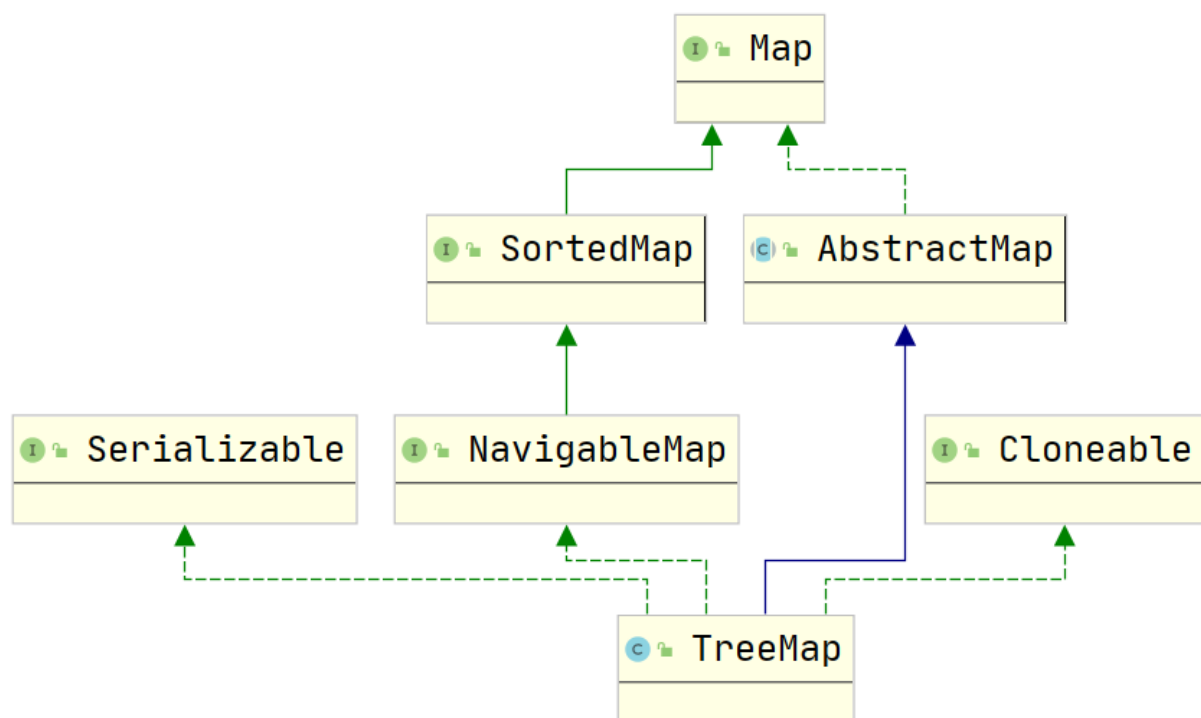 I Map
I SortedMap
C AbstractMap
I Serializable
I NavigableMap
I Cloneable
C TreeMap